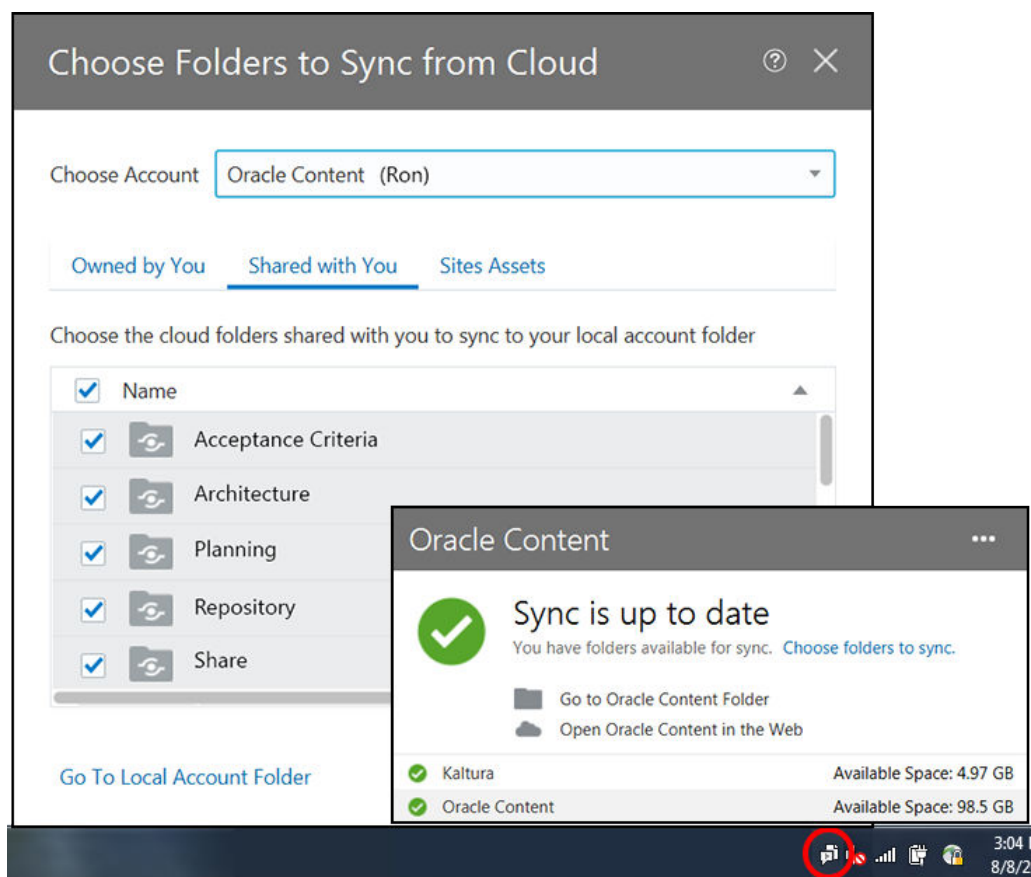 Choose Folders to Sync from Cloud
Choose Account Oracle Content (Ron)
Owned by You Shared with You Sites Assets
Choose the cloud folders shared with you to sync to your local account folder
Name
Acceptance Criteria
Architecture
Planning
Repository
Share
Go To Local Account Folder
Oracle Content
Sync is up to date
You have folders available for sync. Choose folders to sync.
Go to Oracle Content Folder
Open Oracle Content in the Web
Kaltura Available Space: 4.97 GB
Oracle Content Available Space: 98.5 GB
3:04
8/8/2